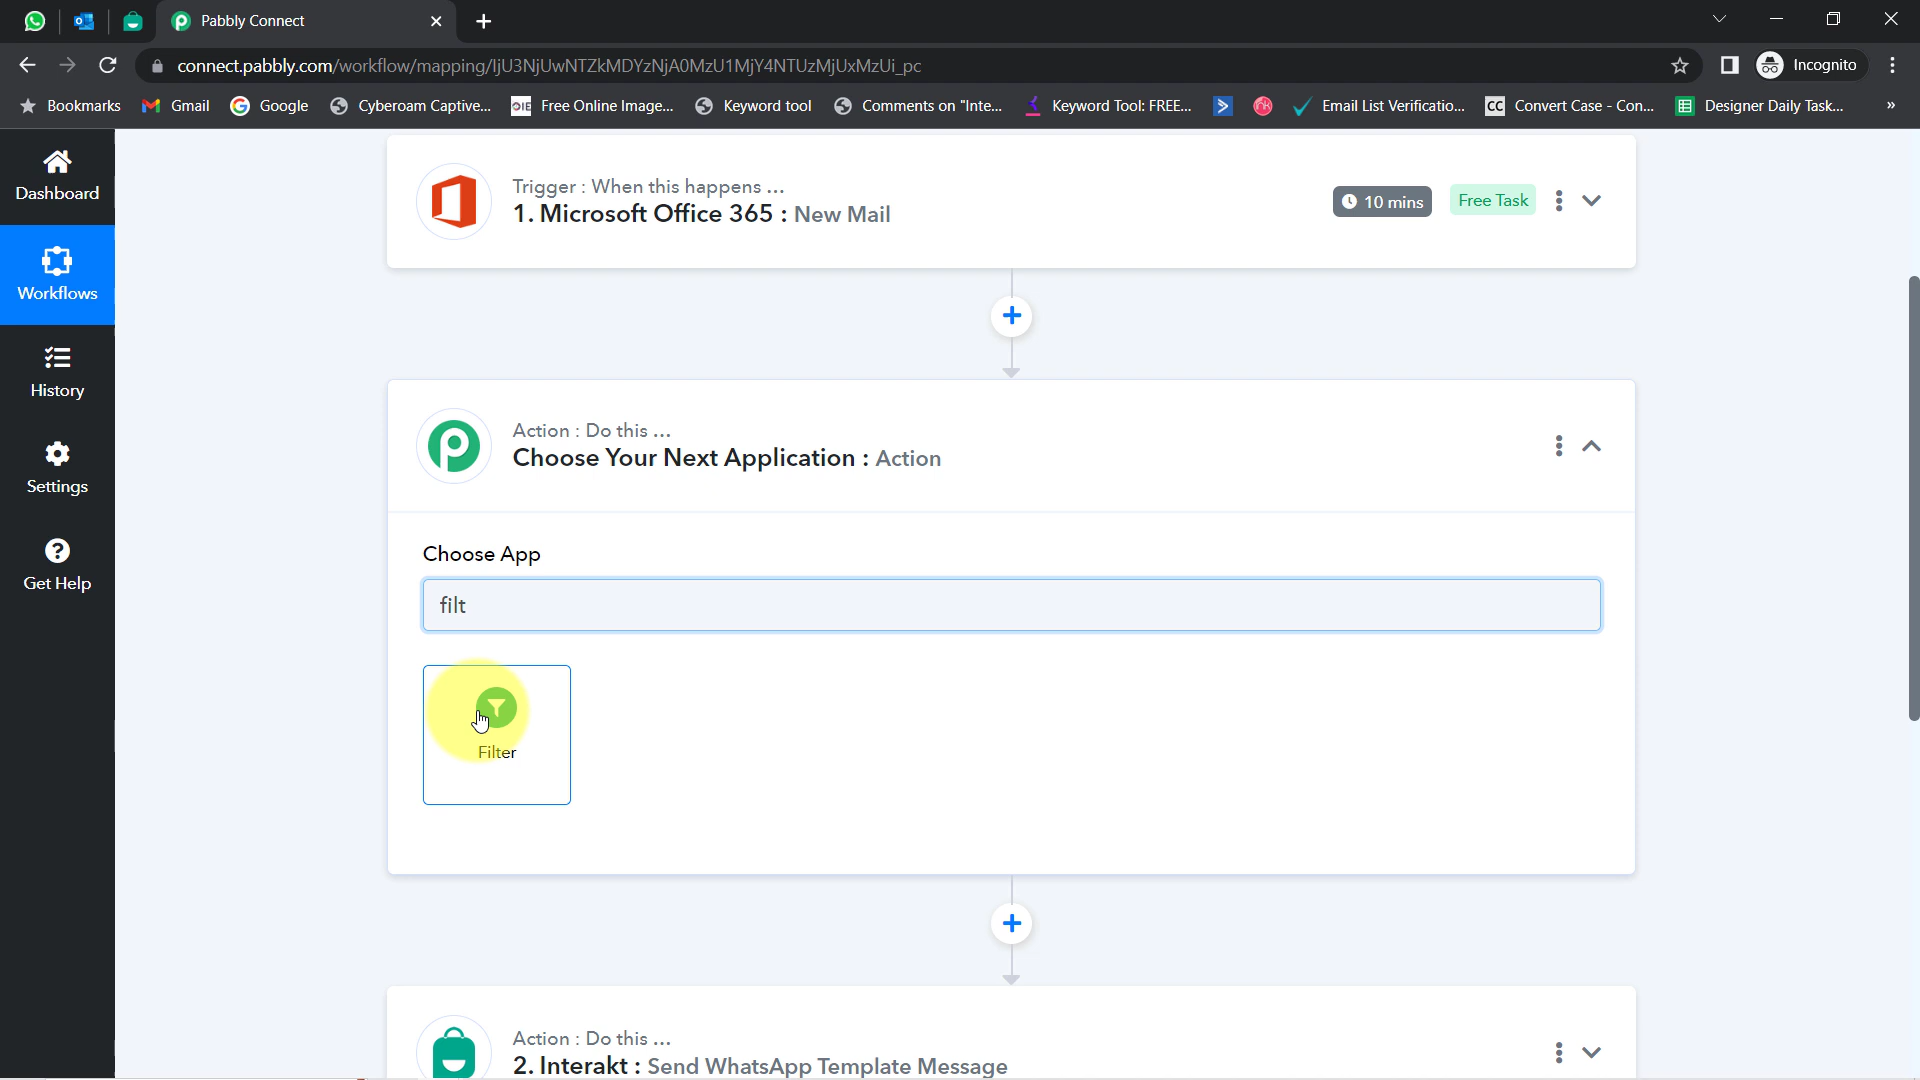 Pabbly Connect
connect.pabbly.com/workflow/mapping/IjU3NjUwNTZkMDYzNjA0MzU1MjY4NTUzMjUxMzUi_pc
Incognito
Bookmarks
Gmail
Google
Cyberoam Captive...
OIE Free Online Image...
Keyword tool
Comments on "Inte...
Keyword Tool: FREE...
Email List Verificatio...
CC Convert Case - Con...
Designer Daily Task...
»
Dashboard
Workflows
History
Settings
Get Help
Trigger : When this happens ...
1. Microsoft Office 365 : New Mail
10 mins
Free Task
Action : Do this ...
Choose Your Next Application : Action
Choose App
filt
Filter
Action : Do this ...
2. Interakt : Send WhatsApp Template Message